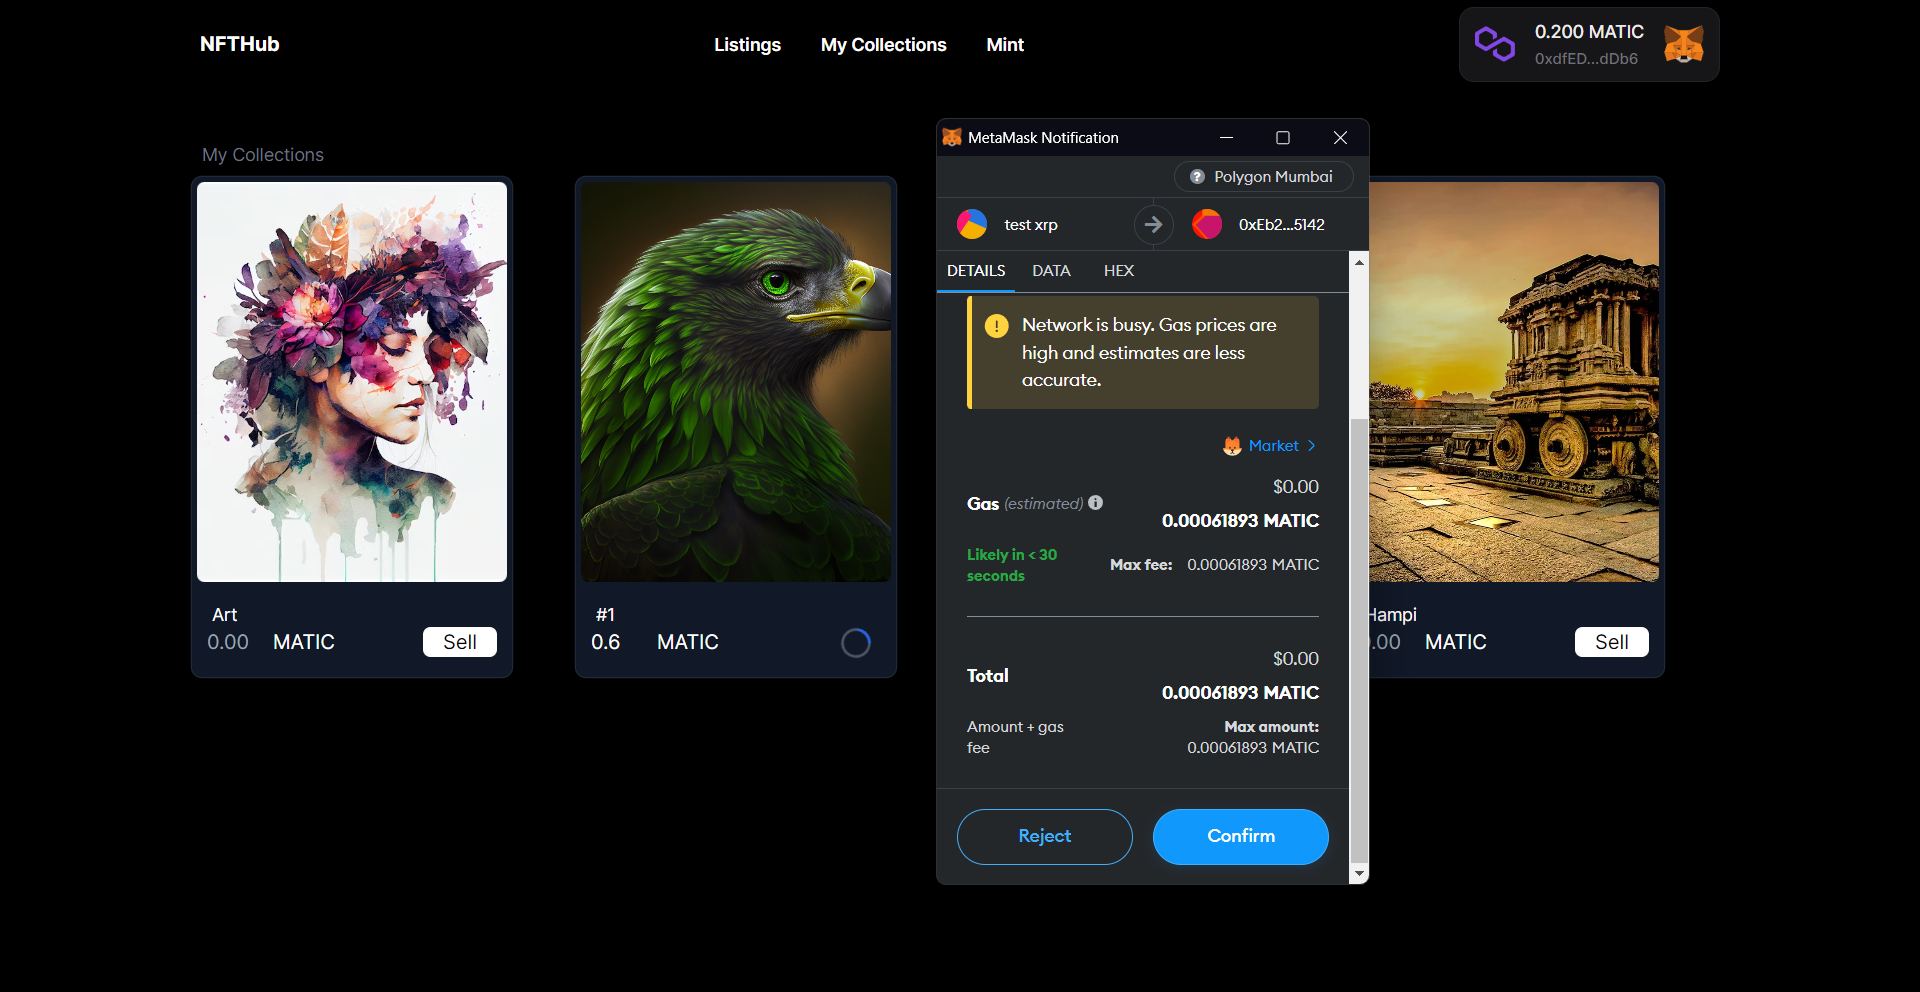 NFTHub
Listings
My Collections
Mint
0.200 MATIC
0xdfED...dDb6
My Collections
Art
0.00 MATIC
Sell
#1
0.6 MATIC
MetaMask Notification
Polygon Mumbai
test xrp
0xEb2...5142
DETAILS
DATA
HEX
Network is busy. Gas prices are
high and estimates are less
accurate.
Market
$0.00
Gas (estimated)
0.00061893 MATIC
Likely in < 30
seconds
Max fee: 0.00061893 MATIC
$0.00
Total
0.00061893 MATIC
Amount + gas
fee
Max amount:
0.00061893 MATIC
Reject
Confirm
Hampi
.00 MATIC
Sell